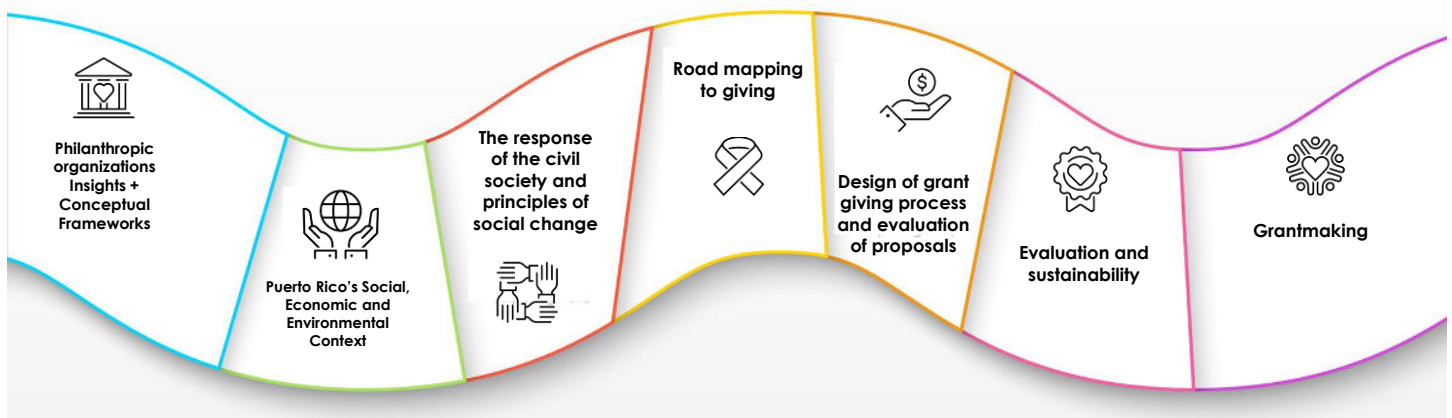 Philanthropic
organizations
Insights +
Conceptual
Frameworks
Puerto Rico's Social,
Economic and
Environmental
Context
The response
of the civil
society and
principles of
social change
Road mapping
to giving
$
Design of grant
giving process
and evaluation
of proposals
Evaluation and
sustainability
Grantmaking